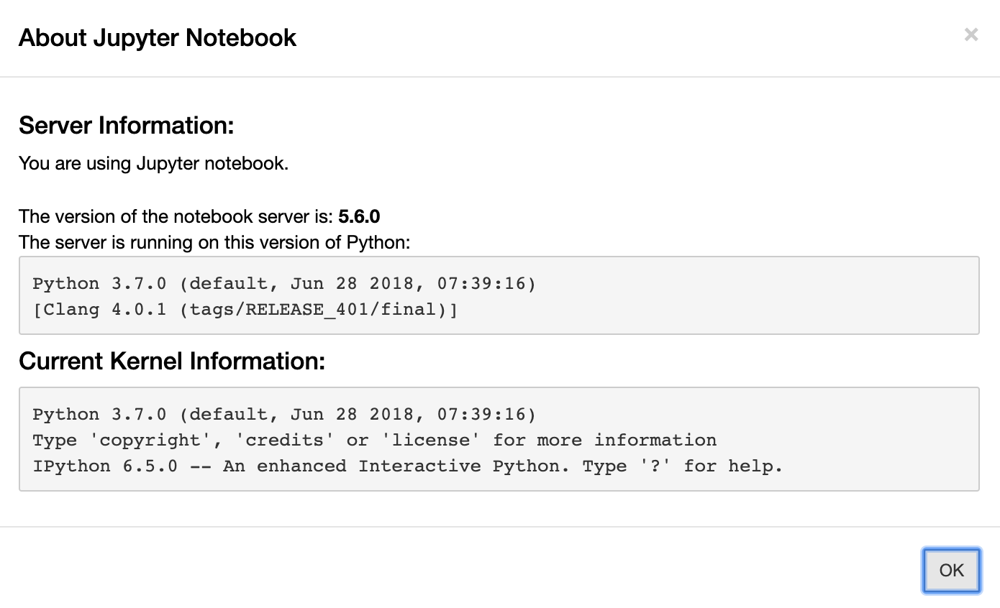 About Jupyter Notebook
×
Server Information:
You are using Jupyter notebook.
The version of the notebook server is: 5.6.0
The server is running on this version of Python:
Python 3.7.0 (default, Jun 28 2018, 07:39:16)
[Clang 4.0.1 (tags/RELEASE_401/final)]
Current Kernel Information:
Python 3.7.0 (default, Jun 28 2018, 07:39:16)
Type 'copyright', 'credits' or 'license' for more information
IPython 6.5.0 -- An enhanced Interactive Python. Type '?' for help.
OK